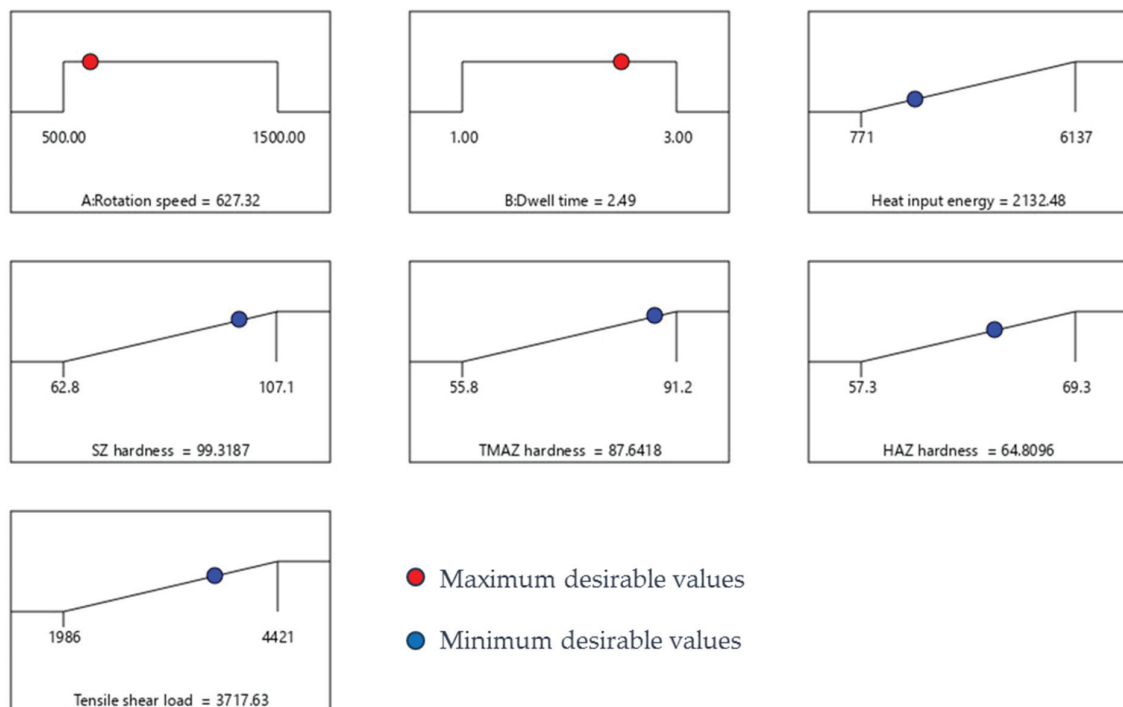 500.00 1500.00
A:Rotation speed = 627.32
1.00 3.00
B:Dwell time = 2.49
771 6137
Heat input energy = 2132.48
62.8 107.1
SZ hardness = 99.3187
55.8 91.2
TMAZ hardness = 87.6418
57.3 69.3
HAZ hardness = 64.8096
1986 4421
Tensile shear load = 3717.63
Maximum desirable values
Minimum desirable values